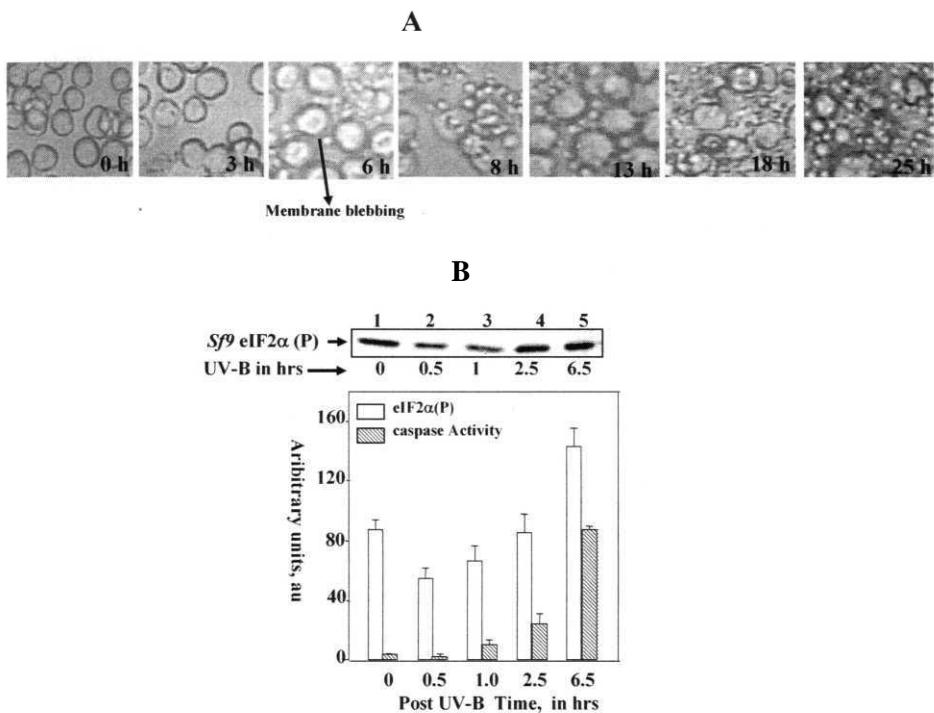 A
0 h 3 h 6 h 8 h 13 h 18 h 25 h
Membrane blebbing
B
1 2 3 4 5
Sf9 eIF2α (P)
UV-B in hrs 0 0.5 1 2.5 6.5
eIF2α(P)
caspase Activity
160
120
80
40
0
Aribitrary units, au
0 0.5 1.0 2.5 6.5
Post UV-B Time, in hrs